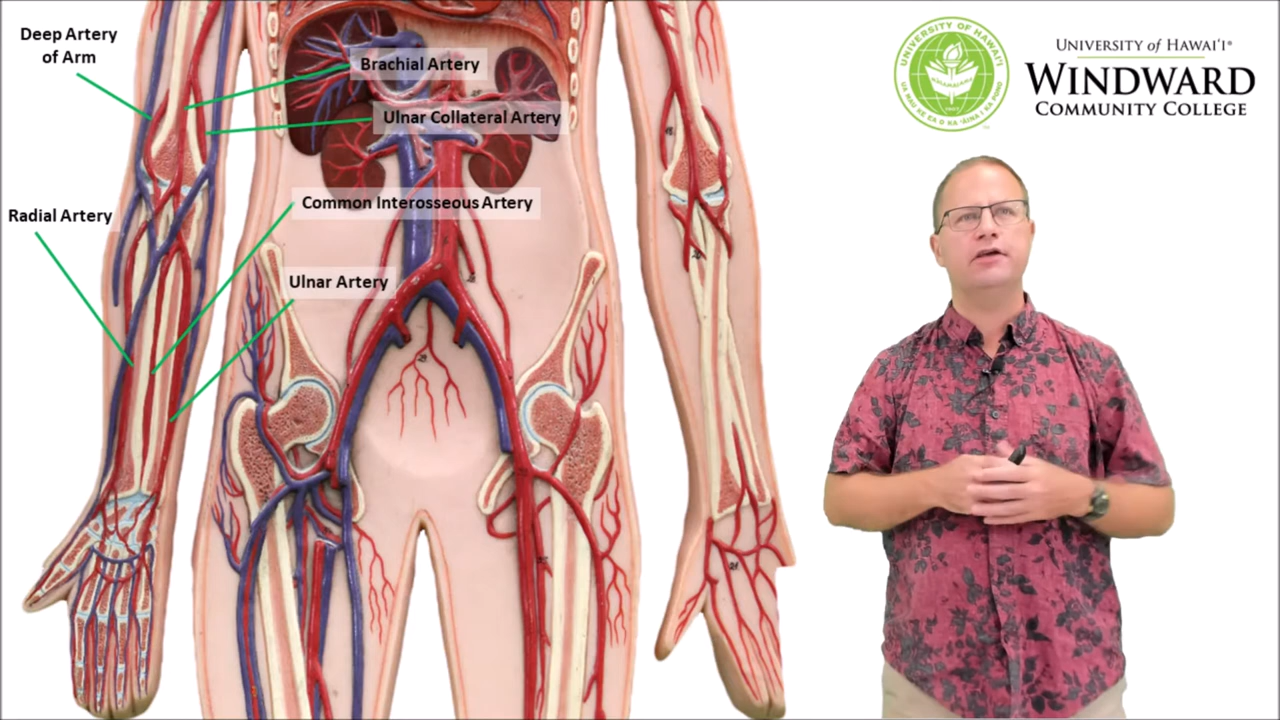 Deep Artery
of Arm
Brachial Artery
Ulnar Collateral Artery
Common Interosseous Artery
Radial Artery
Ulnar Artery
UNIVERSITY of HAWAI'I®
WINDWARD
COMMUNITY COLLEGE
UNIVERSITY OF HAWAI'I